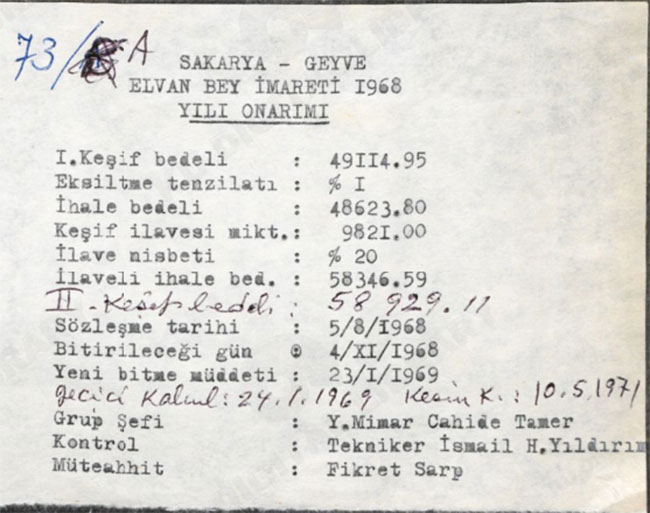 73/A
SAKARYA - GEYVE
ELVAN BEY İMARETİ I968
YILI ONARIMI
I.Keşif bedeli : 49II4.95
Eksiltme tenzilatı : % I
İhale bedeli : 48623.80
Keşif ilavesi mikt.: 982I.00
İlave nisbeti : % 20
İlaveli ihale bed. : 58346.59
II - Keşif beddi : 58 929.11
Sözleşme tarihi : 5/8/I968
Bitirileceği gün : 4/XI/I968
Yeni bitme müddeti : 23/I/I969
Geçici Kabul: 24.1.1969 Kesin K.: 10.5.1971
Grup Şefi : Y.Mimar Cahide Tamer
Kontrol : Tekniker İsmail H.Yıldırım
Müteahhit : Fikret Sarp